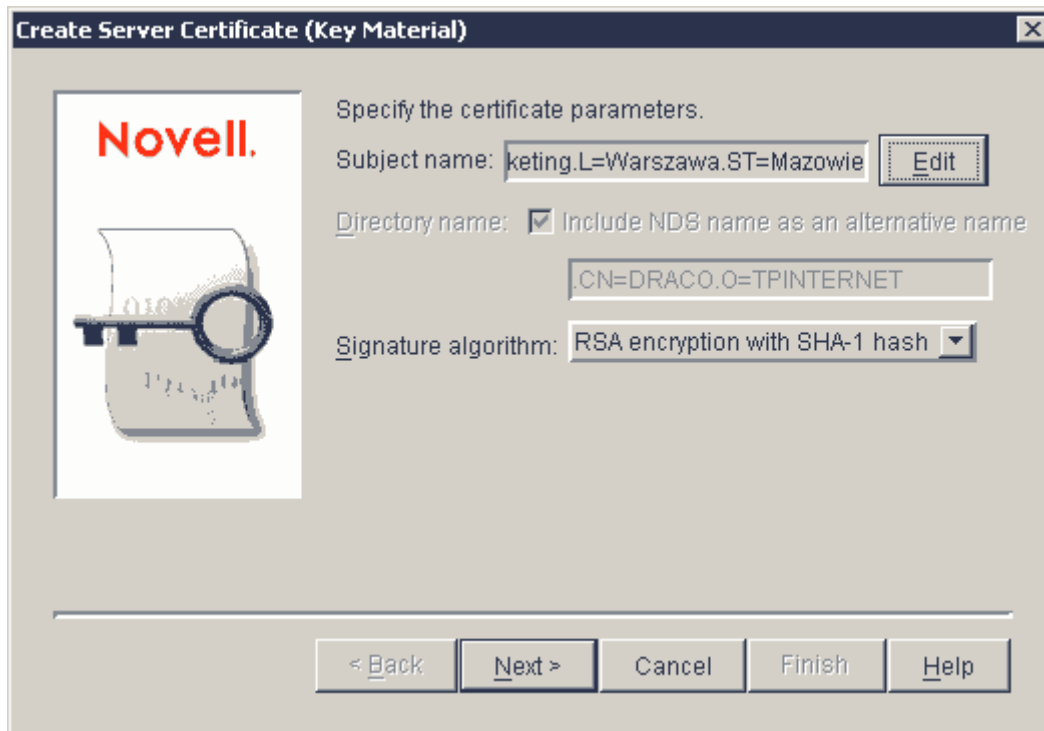 Create Server Certificate (Key Material)
Novell.
Specify the certificate parameters.
Subject name: keting.L=Warszawa.ST=Mazowie Edit
Directory name: Include NDS name as an alternative name
.CN=DRACO.O=TPINTERNET
Signature algorithm: RSA encryption with SHA-1 hash
< Back Next > Cancel Finish Help